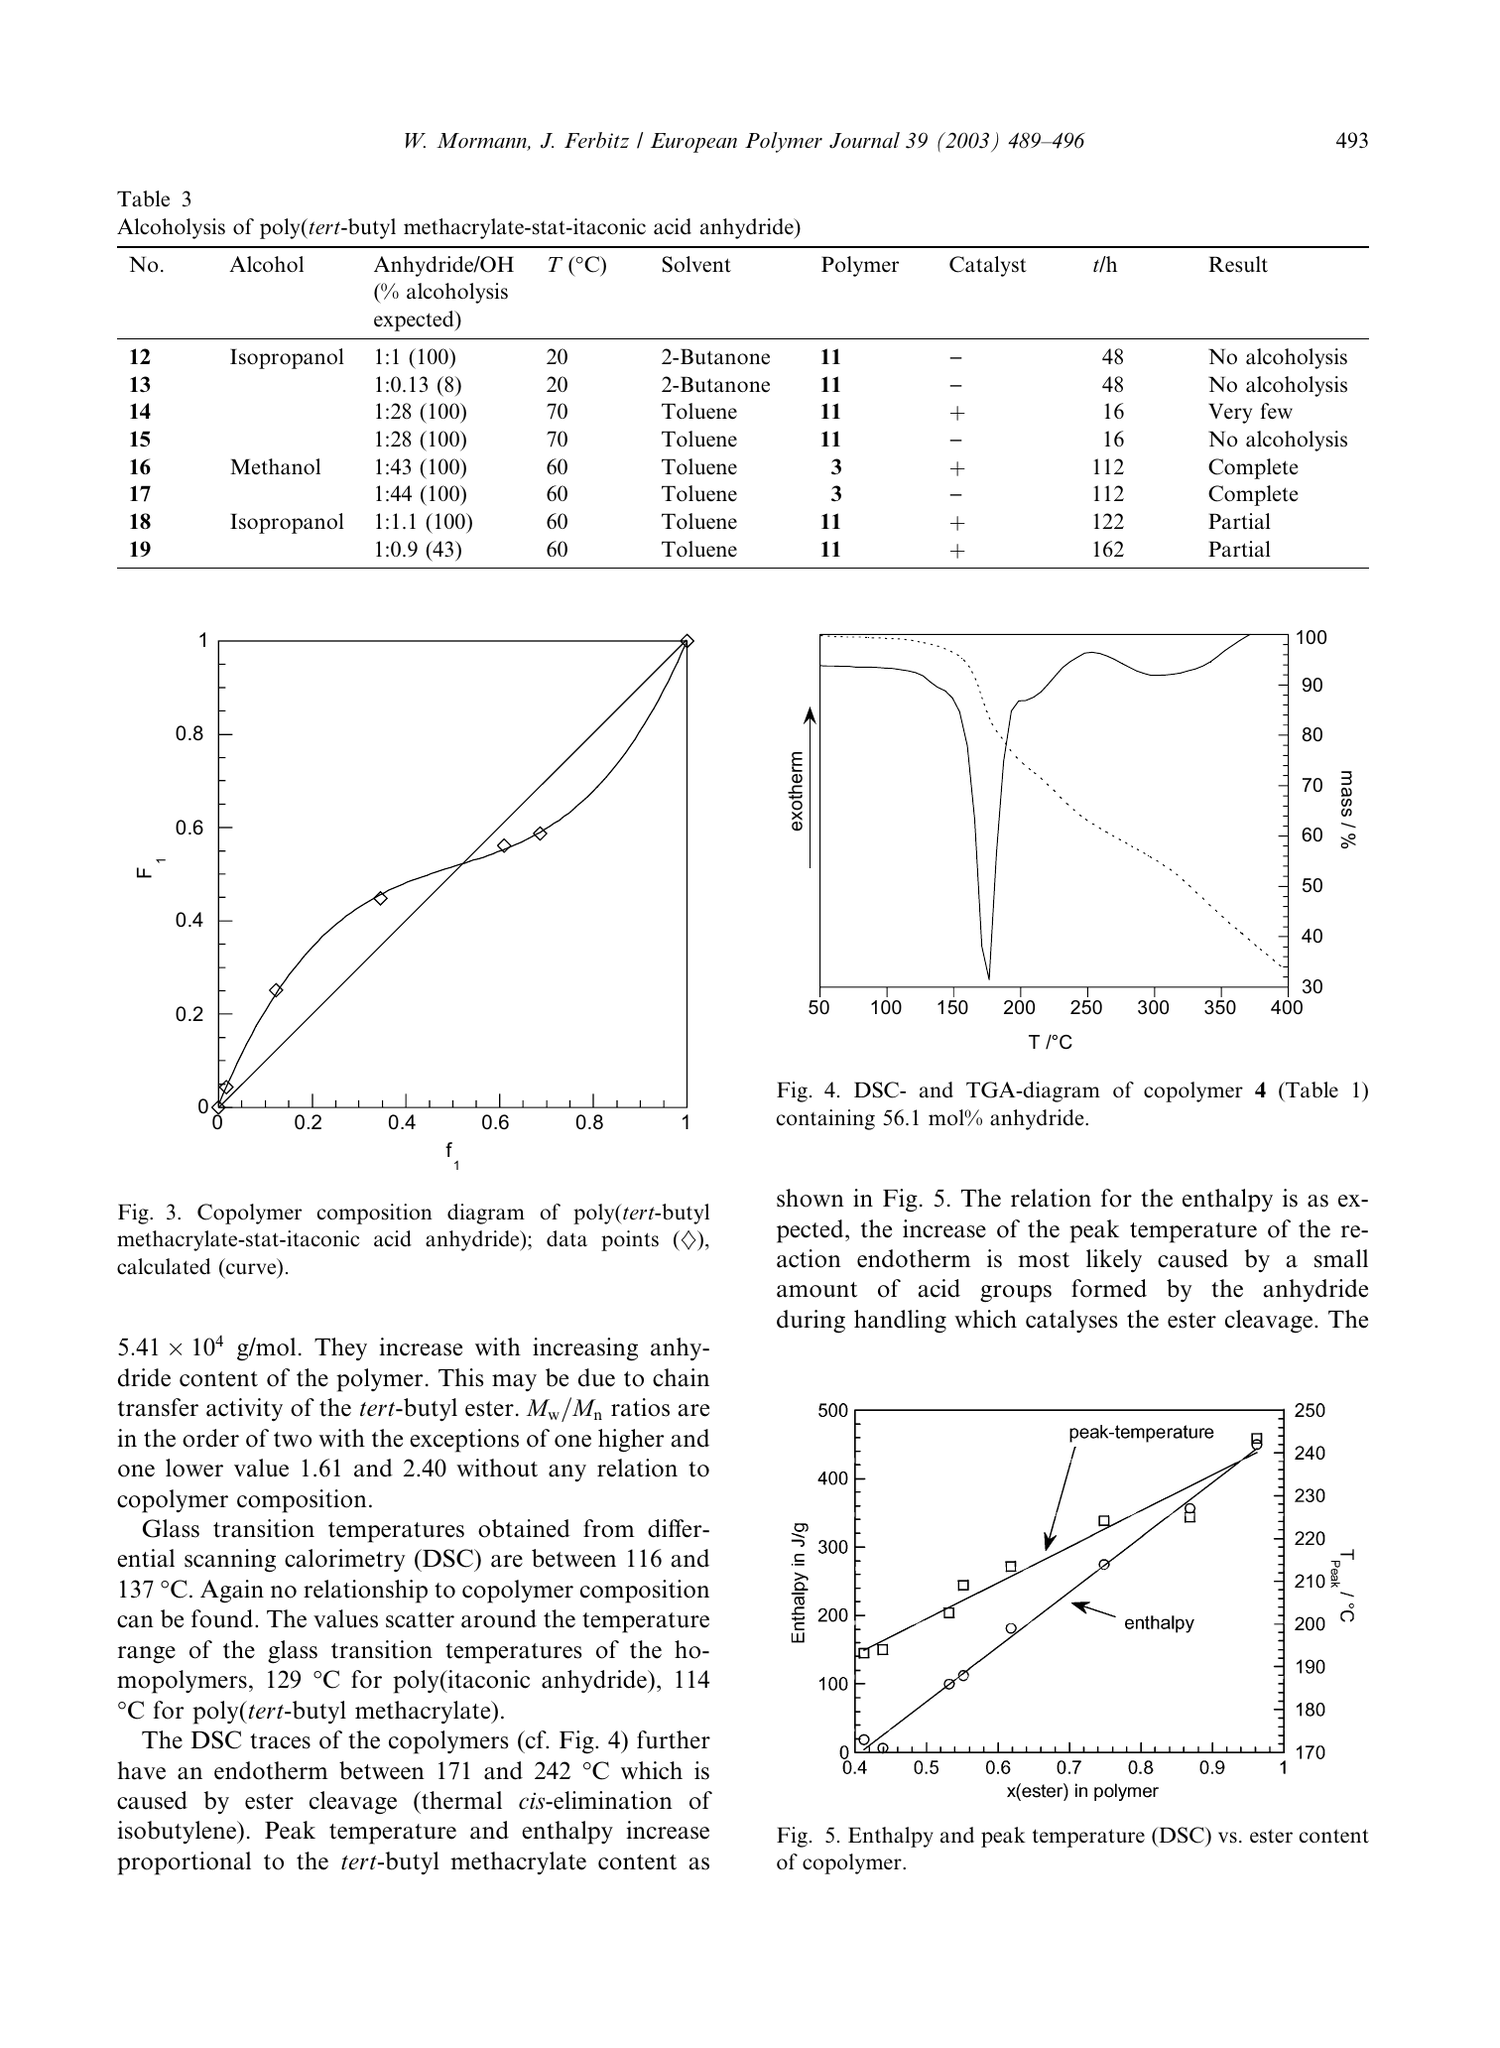 W. Mormann, J. Ferbitz / European Polymer Journal 39 (2003) 489–496 493
Table 3
Alcoholysis of poly(tert-butyl methacrylate-stat-itaconic acid anhydride)
No. Alcohol Anhydride/OH T (°C) Solvent Polymer Catalyst t/h Result
(% alcoholysis
expected)
12 Isopropanol 1:1 (100) 20 2-Butanone 11 – 48 No alcoholysis
13 1:0.13 (8) 20 2-Butanone 11 – 48 No alcoholysis
14 1:28 (100) 70 Toluene 11 + 16 Very few
15 1:28 (100) 70 Toluene 11 – 16 No alcoholysis
16 Methanol 1:43 (100) 60 Toluene 3 + 112 Complete
17 1:44 (100) 60 Toluene 3 – 112 Complete
18 Isopropanol 1:1.1 (100) 60 Toluene 11 + 122 Partial
19 1:0.9 (43) 60 Toluene 11 + 162 Partial
1
0.8
0.6
0.4
0.2
0
F1
0 0.2 0.4 0.6 0.8 1
f1
Fig. 3. Copolymer composition diagram of poly(tert-butyl
methacrylate-stat-itaconic acid anhydride); data points (◇),
calculated (curve).
5.41 × 10⁴ g/mol. They increase with increasing anhy-
dride content of the polymer. This may be due to chain
transfer activity of the tert-butyl ester. Mw/Mn ratios are
in the order of two with the exceptions of one higher and
one lower value 1.61 and 2.40 without any relation to
copolymer composition.
Glass transition temperatures obtained from differ-
ential scanning calorimetry (DSC) are between 116 and
137 °C. Again no relationship to copolymer composition
can be found. The values scatter around the temperature
range of the glass transition temperatures of the ho-
mopolymers, 129 °C for poly(itaconic anhydride), 114
°C for poly(tert-butyl methacrylate).
The DSC traces of the copolymers (cf. Fig. 4) further
have an endotherm between 171 and 242 °C which is
caused by ester cleavage (thermal cis-elimination of
isobutylene). Peak temperature and enthalpy increase
proportional to the tert-butyl methacrylate content as
exotherm
100
90
80
70
60
50
40
30
mass / %
50 100 150 200 250 300 350 400
T /°C
Fig. 4. DSC- and TGA-diagram of copolymer 4 (Table 1)
containing 56.1 mol% anhydride.
shown in Fig. 5. The relation for the enthalpy is as ex-
pected, the increase of the peak temperature of the re-
action endotherm is most likely caused by a small
amount of acid groups formed by the anhydride
during handling which catalyses the ester cleavage. The
500
400
300
200
100
0
Enthalpy in J/g
peak-temperature
enthalpy
250
240
230
220
210
200
190
180
170
TPeak / °C
0.4 0.5 0.6 0.7 0.8 0.9 1
x(ester) in polymer
Fig. 5. Enthalpy and peak temperature (DSC) vs. ester content
of copolymer.